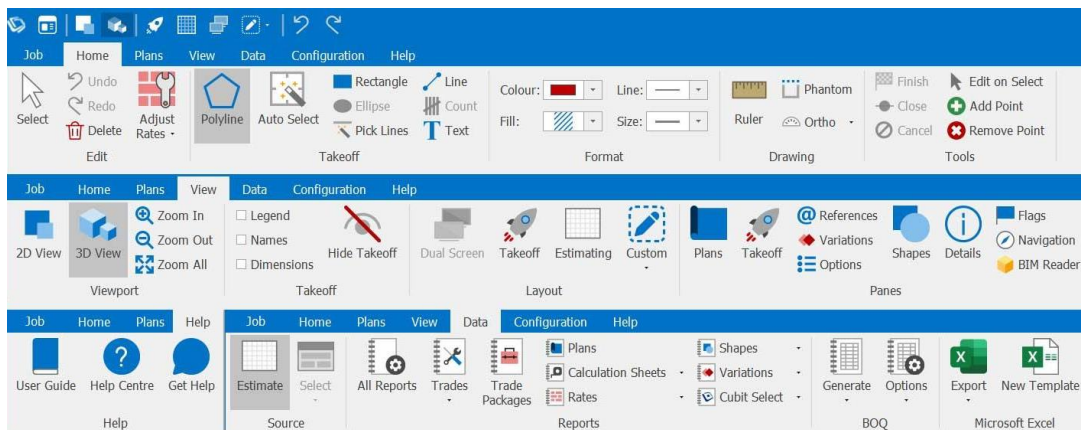 Job Home Plans View Data Configuration Help
Select
Undo
Redo
Delete
Adjust
Rates
Edit
Polyline
Auto Select
Rectangle
Ellipse
Pick Lines
Line
Count
Text
Takeoff
Colour:
Fill:
Line:
Size:
Format
Ruler
Phantom
Ortho
Drawing
Finish
Close
Cancel
Edit on Select
Add Point
Remove Point
Tools
Job Home Plans View Data Configuration Help
2D View
3D View
Zoom In
Zoom Out
Zoom All
Viewport
Legend
Names
Dimensions
Hide Takeoff
Takeoff
Dual Screen
Takeoff
Estimating
Custom
Layout
Plans
Takeoff
References
Variations
Options
Shapes
Details
Flags
Navigation
BIM Reader
Panes
Job Home Plans Help
User Guide
Help Centre
Get Help
Help
Job Home Plans View Data Configuration Help
Estimate
Select
Source
All Reports
Trades
Trade
Packages
Plans
Calculation Sheets
Rates
Shapes
Variations
Cubit Select
Reports
Generate
Options
BOQ
Export
New Template
Microsoft Excel